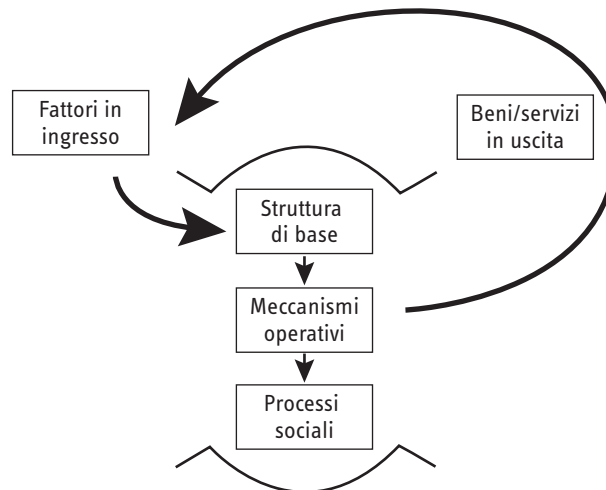 Fattori in
ingresso
Beni/servizi
in uscita
Struttura
di base
Meccanismi
operativi
Processi
sociali